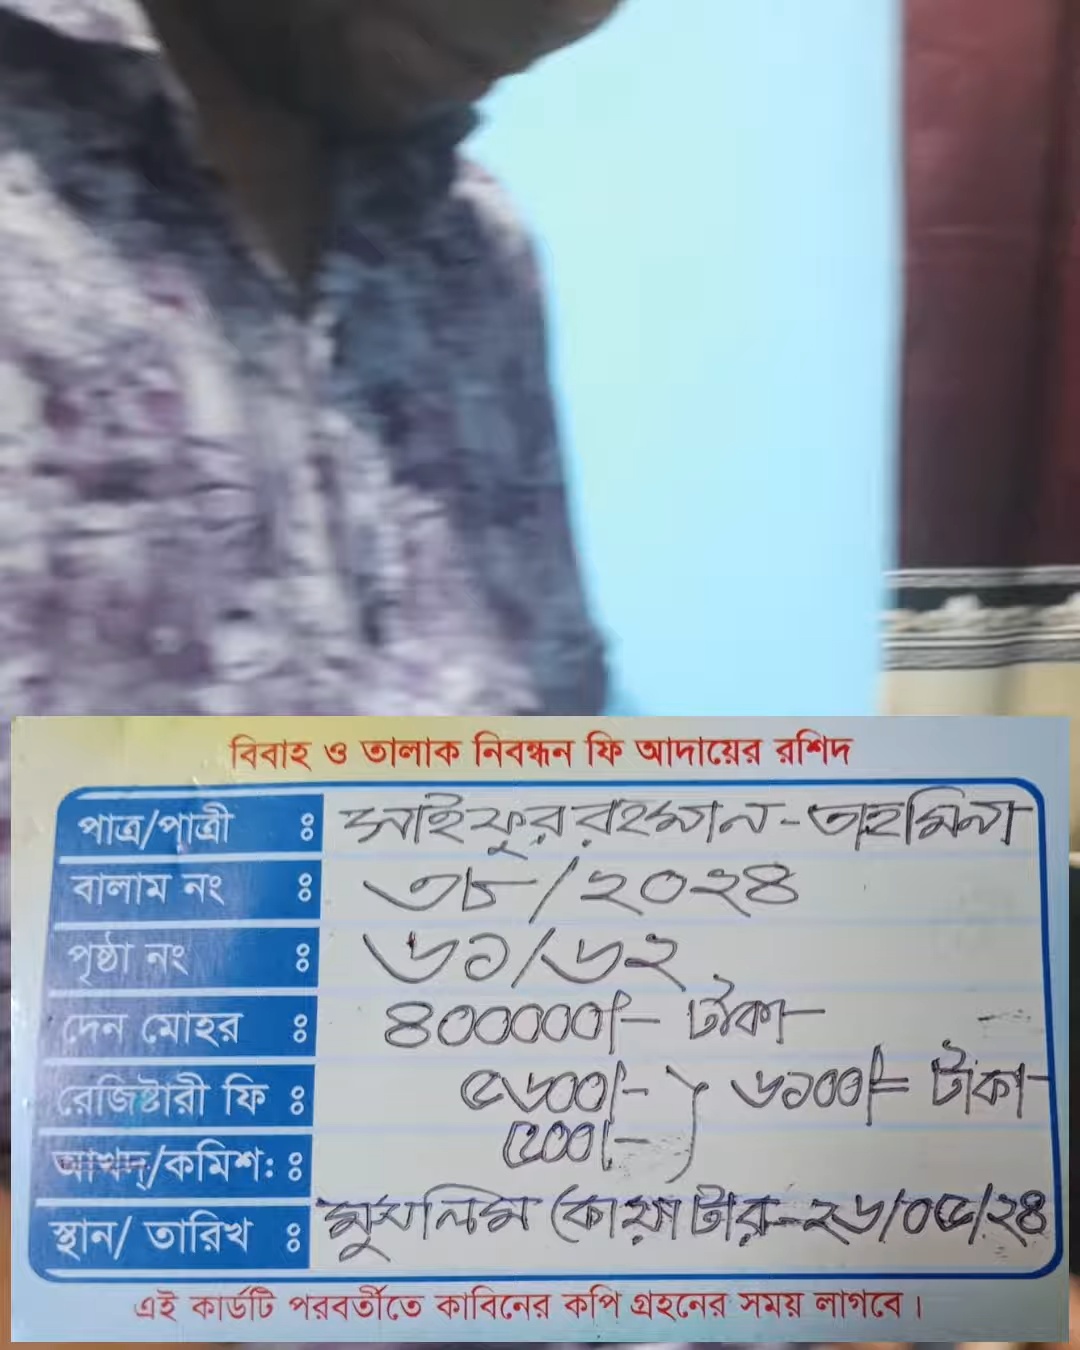 বিবাহ ও তালাক নিবন্ধন ফি আদায়ের রশিদ
পাত্র/পাত্রী ঃ সাইফুর রহমান - তাহমিনা
বালাম নং ঃ ৩৮/২০২৪
পৃষ্ঠা নং ঃ ৬১/৬২
দেন মোহর ঃ ৪০০০০০/- টাকা
রেজিষ্টারী ফি ঃ ৫৬০০/- } ৬১০০/= টাকা
আখদ্/কমিশঃ ঃ ৫০০/-
স্থান/ তারিখ ঃ মুসলিম কোয়াটার - ২৬/০৫/২৪
এই কার্ডটি পরবর্তীতে কাবিনের কপি গ্রহনের সময় লাগবে।